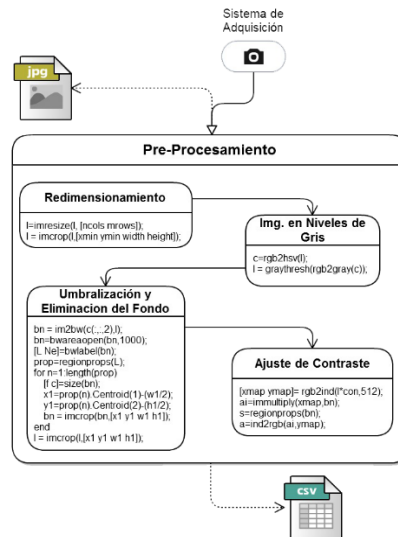 Sistema de
Adquisición
jpg
Pre-Procesamiento
Redimensionamiento
I=imresize(I, [ncols mrows]);
I = imcrop(I,[xmin ymin width height]);
Img. en Niveles de
Gris
c=rgb2hsv(I);
l = graythresh(rgb2gray(c));
Umbralización y
Eliminacion del Fondo
bn = im2bw(c(:,:,2),l);
bn=bwareaopen(bn,1000);
[L Ne]=bwlabel(bn);
prop=regionprops(L);
for n=1:length(prop)
[f c]=size(bn);
x1=prop(n).Centroid(1)-(w1/2);
y1=prop(n).Centroid(2)-(h1/2);
bn = imcrop(bn,[x1 y1 w1 h1]);
end
I = imcrop(I,[x1 y1 w1 h1]);
Ajuste de Contraste
[xmap ymap]= rgb2ind(I*con,512);
ai=immultiply(xmap,bn);
s=regionprops(bn);
a=ind2rgb(ai,ymap);
csv